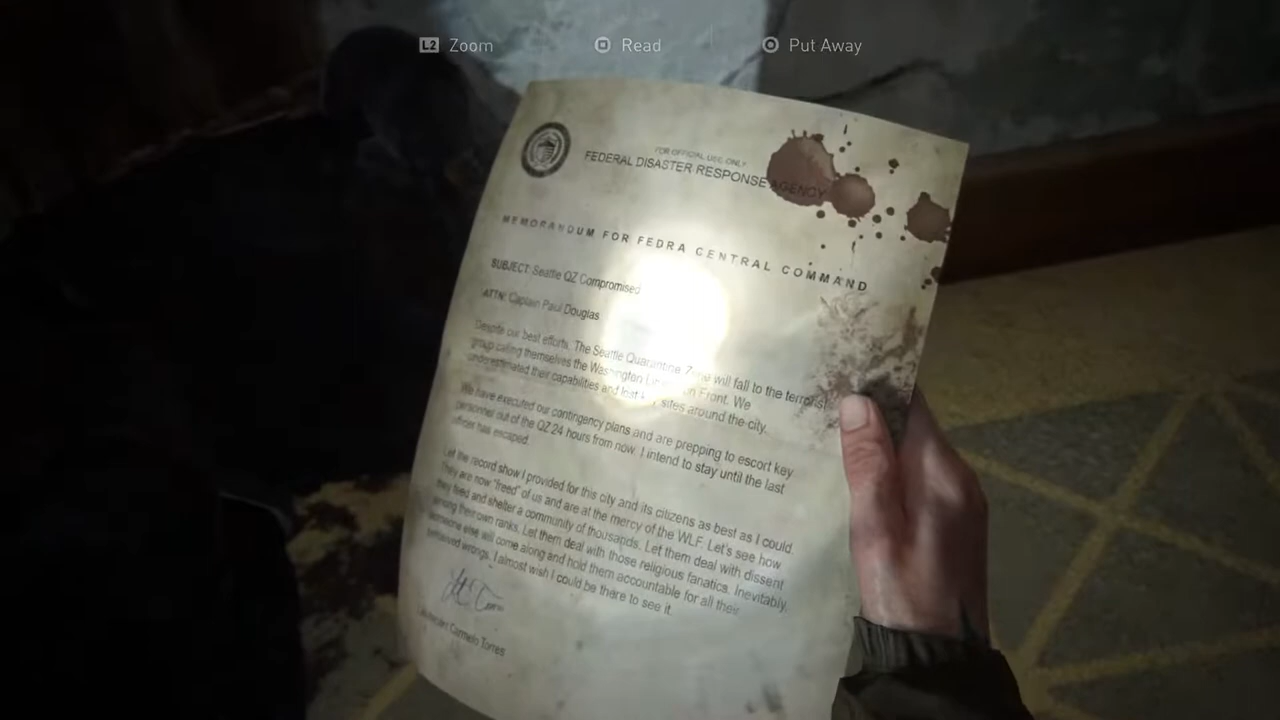 L2 Zoom
Read
Put Away
FOR OFFICIAL USE ONLY
FEDERAL DISASTER RESPONSE AGENCY
MEMORANDUM FOR FEDRA CENTRAL COMMAND
SUBJECT: Seattle QZ Compromised
ATTN: Captain Paul Douglas
Despite our best efforts. The Seattle Quarantine Zone will fall to the terrorist
group calling themselves the Washington Front. We
underestimated their capabilities and lost sites around the city.
We have executed our contingency plans and are prepping to escort key
personnel out of the QZ 24 hours from now. I intend to stay until the last
officer has escaped.
Let the record show I provided for this city and its citizens as best as I could.
They are now "freed" of us and are at the mercy of the WLF. Let's see how
they feed and shelter a community of thousands. Let them deal with dissent
among their own ranks. Let them deal with those religious fanatics. Inevitably,
someone else will come along and hold them accountable for all their
perceived wrongs. I almost wish I could be there to see it.
Carmelo Torres